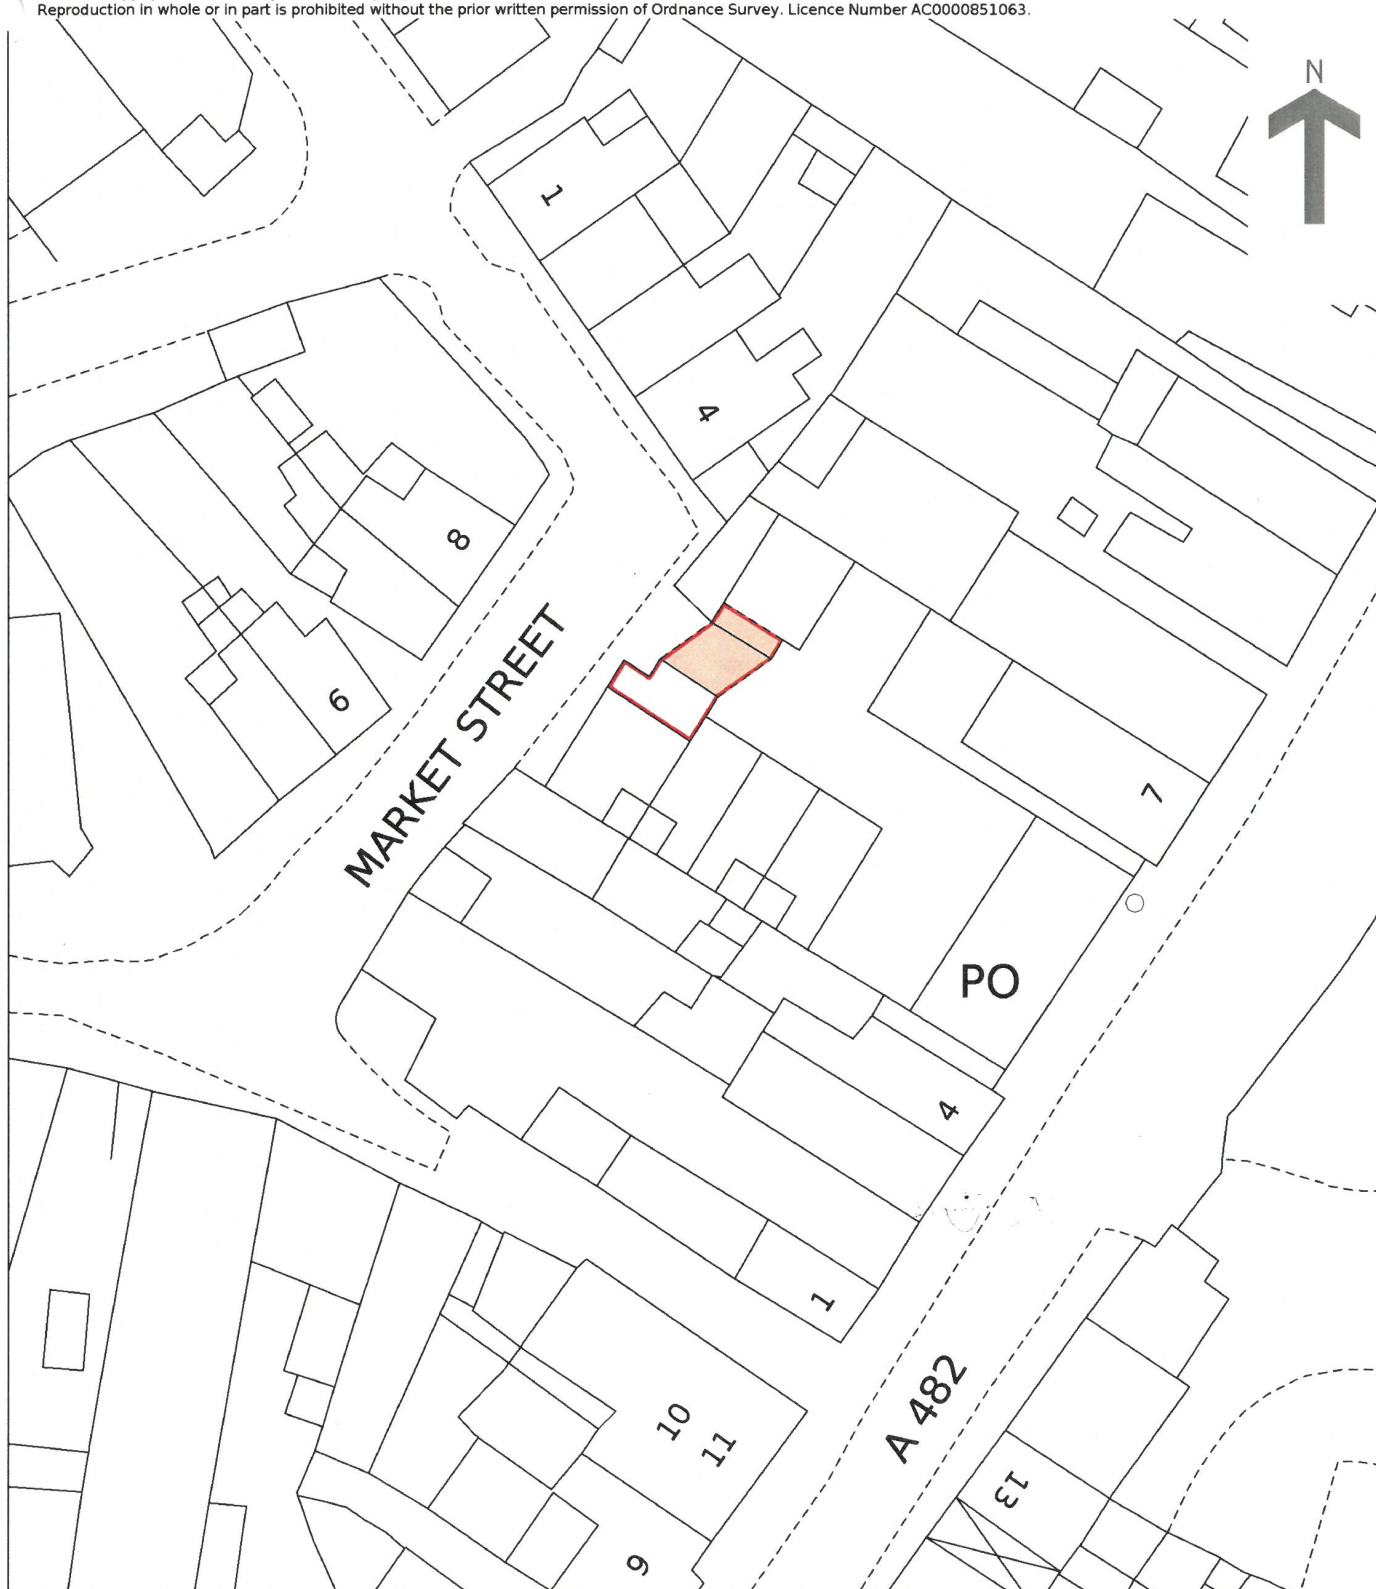 Reproduction in whole or in part is prohibited without the prior written permission of Ordnance Survey. Licence Number AC0000851063.
N
1
4
8
6
MARKET STREET
7
PO
4
1
A 482
10
11
13
9